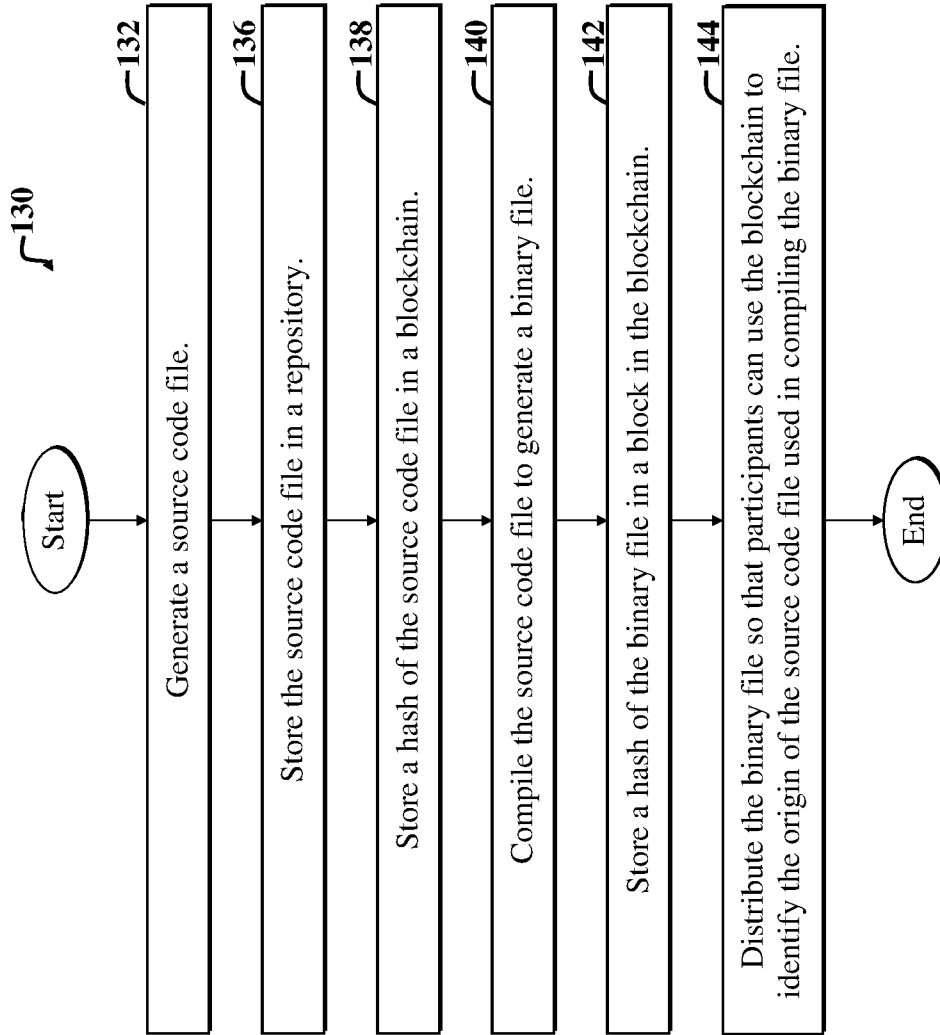 130
Start
132
Generate a source code file.
136
Store the source code file in a repository.
138
Store a hash of the source code file in a blockchain.
140
Compile the source code file to generate a binary file.
142
Store a hash of the binary file in a block in the blockchain.
144
Distribute the binary file so that participants can use the blockchain to
identify the origin of the source code file used in compiling the binary file.
End